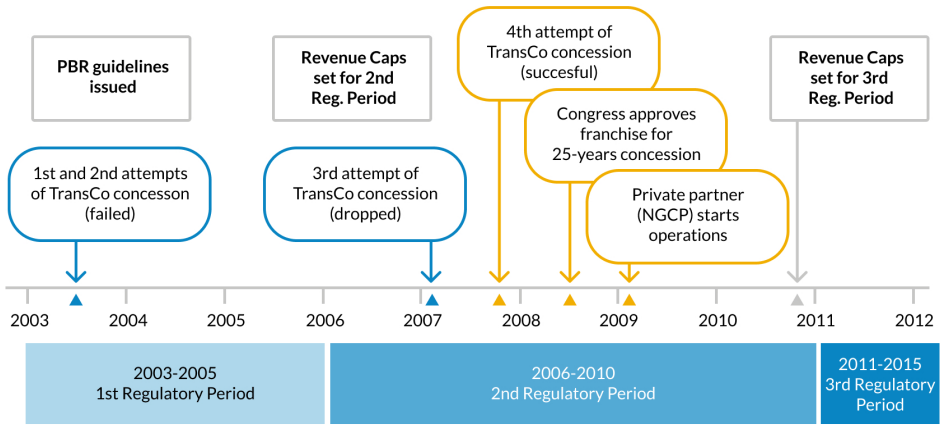 PBR guidelines
issued
Revenue Caps
set for 2nd
Reg. Period
4th attempt of
TransCo concession
(succesful)
Revenue Caps
set for 3rd
Reg. Period
Congress approves
franchise for
25-years concession
1st and 2nd attempts
of TransCo concesson
(failed)
3rd attempt of
TransCo concession
(dropped)
Private partner
(NGCP) starts
operations
2003 2004 2005 2006 2007 2008 2009 2010 2011 2012
2003-2005
1st Regulatory Period
2006-2010
2nd Regulatory Period
2011-2015
3rd Regulatory
Period